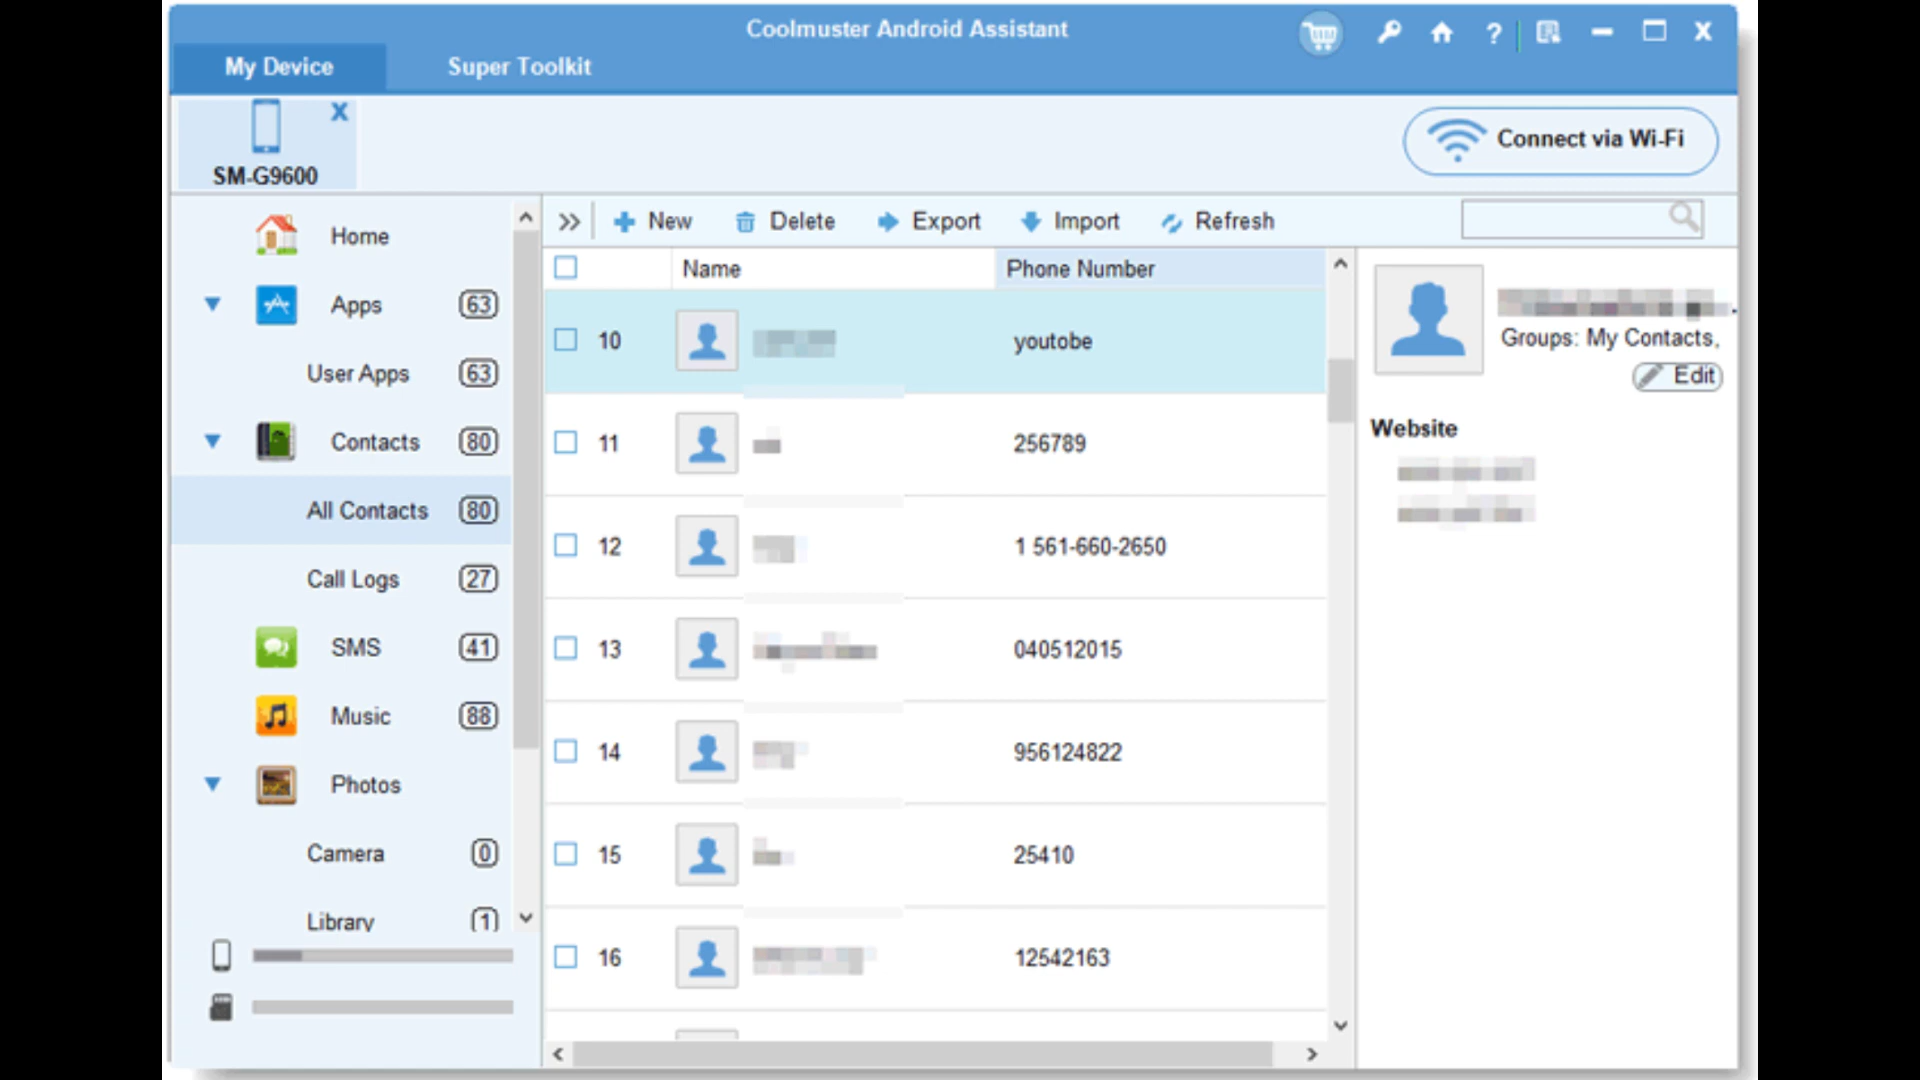 Coolmuster Android Assistant
My Device
Super Toolkit
SM-G9600
Connect via Wi-Fi
Home
Apps 63
User Apps 63
Contacts 80
All Contacts 80
Call Logs 27
SMS 41
Music 88
Photos
Camera 0
Library 1
New Delete Export Import Refresh
Name Phone Number
10 youtobe
11 256789
12 1 561-660-2650
13 040512015
14 956124822
15 25410
16 12542163
Groups: My Contacts,
Edit
Website